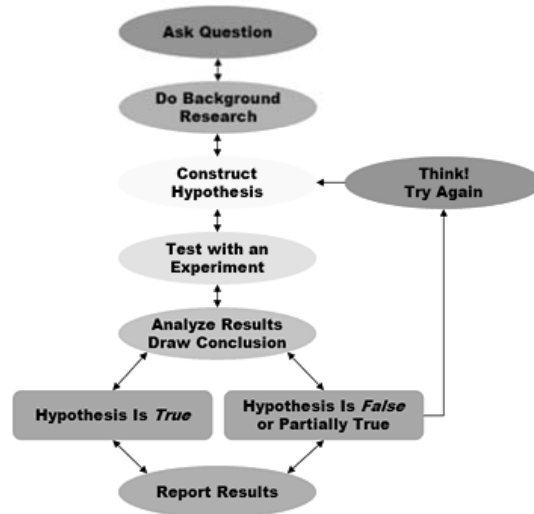 Ask Question
Do Background
Research
Construct
Hypothesis
Think!
Try Again
Test with an
Experiment
Analyze Results
Draw Conclusion
Hypothesis Is True
Hypothesis Is False
or Partially True
Report Results